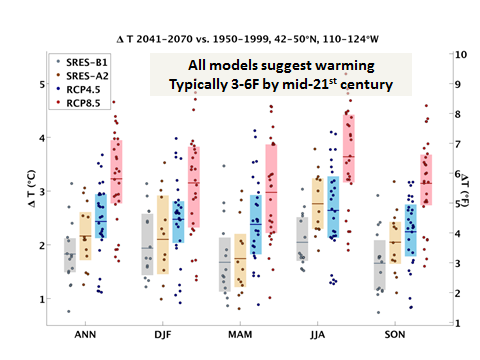 Δ T 2041-2070 vs. 1950-1999, 42-50°N, 110-124°W
SRES-B1
SRES-A2
RCP4.5
RCP8.5
All models suggest warming
Typically 3-6F by mid-21st century
Δ T (°C)
5
4
3
2
1
ΔT (°F)
10
9
8
7
6
5
4
3
2
1
ANN DJF MAM JJA SON